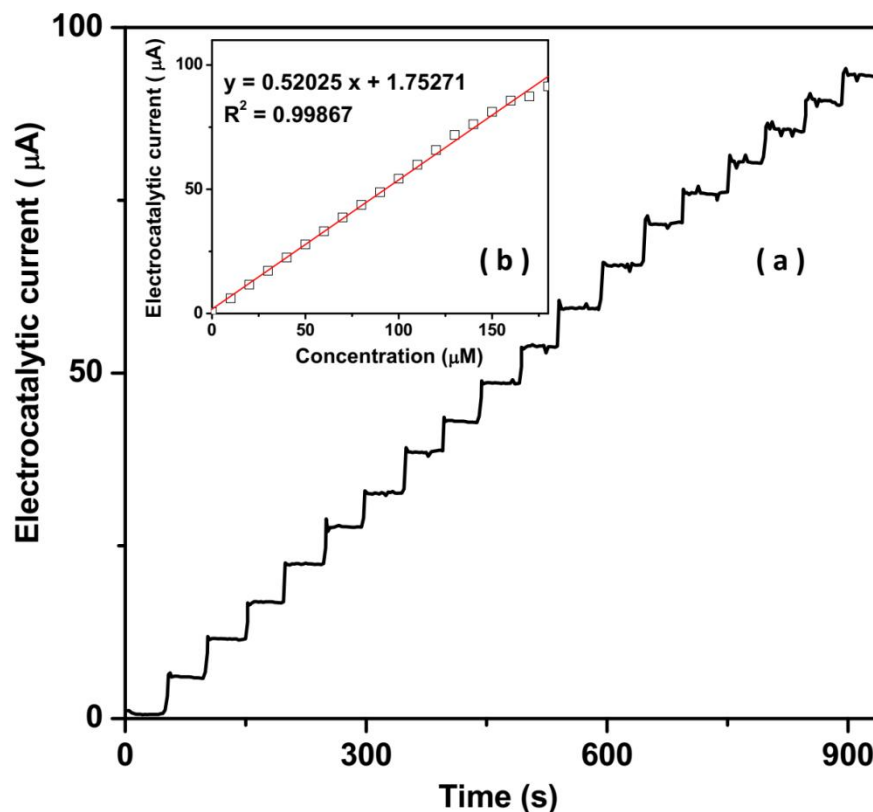 100
50
0
Electrocatalytic current ( μA)
0
300
600
900
Time (s)
( a )
100
50
0
Electrocatalytic current ( μA)
y = 0.52025 x + 1.75271
R² = 0.99867
( b )
0
50
100
150
Concentration (μM)